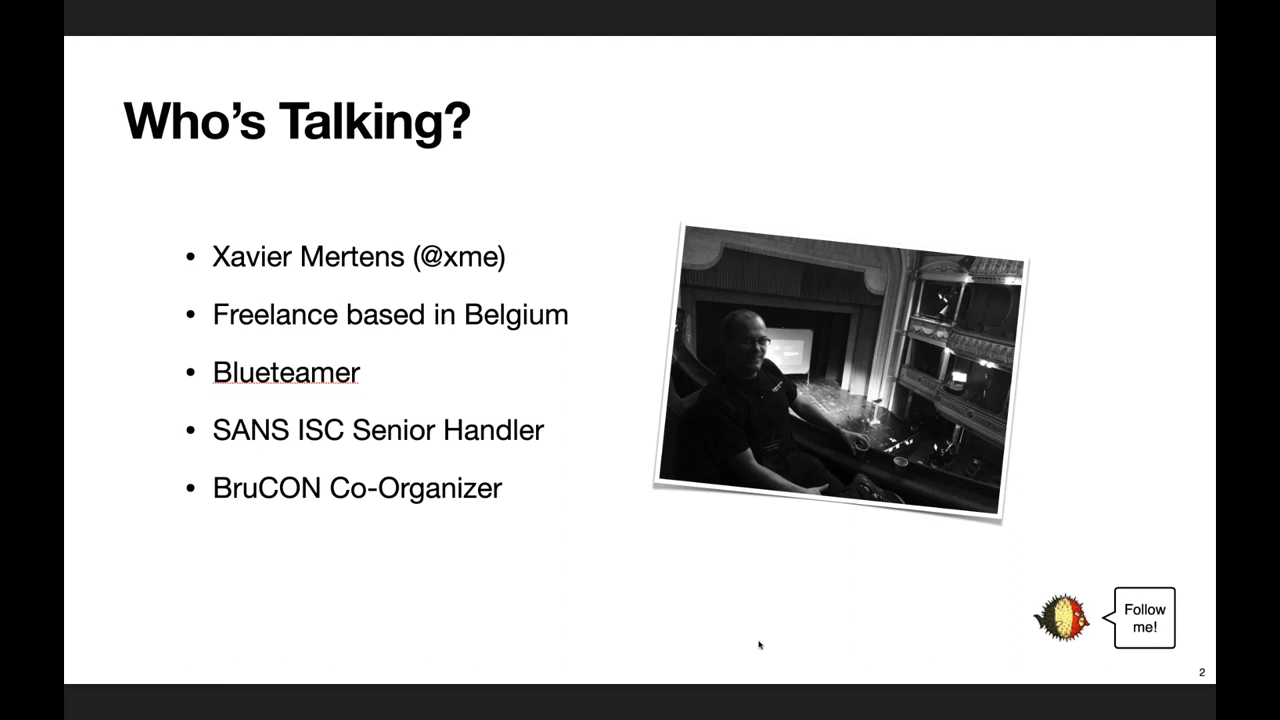 Who’s Talking?
• Xavier Mertens (@xme)
• Freelance based in Belgium
• Blueteamer
• SANS ISC Senior Handler
• BruCON Co-Organizer
Follow
me!
2